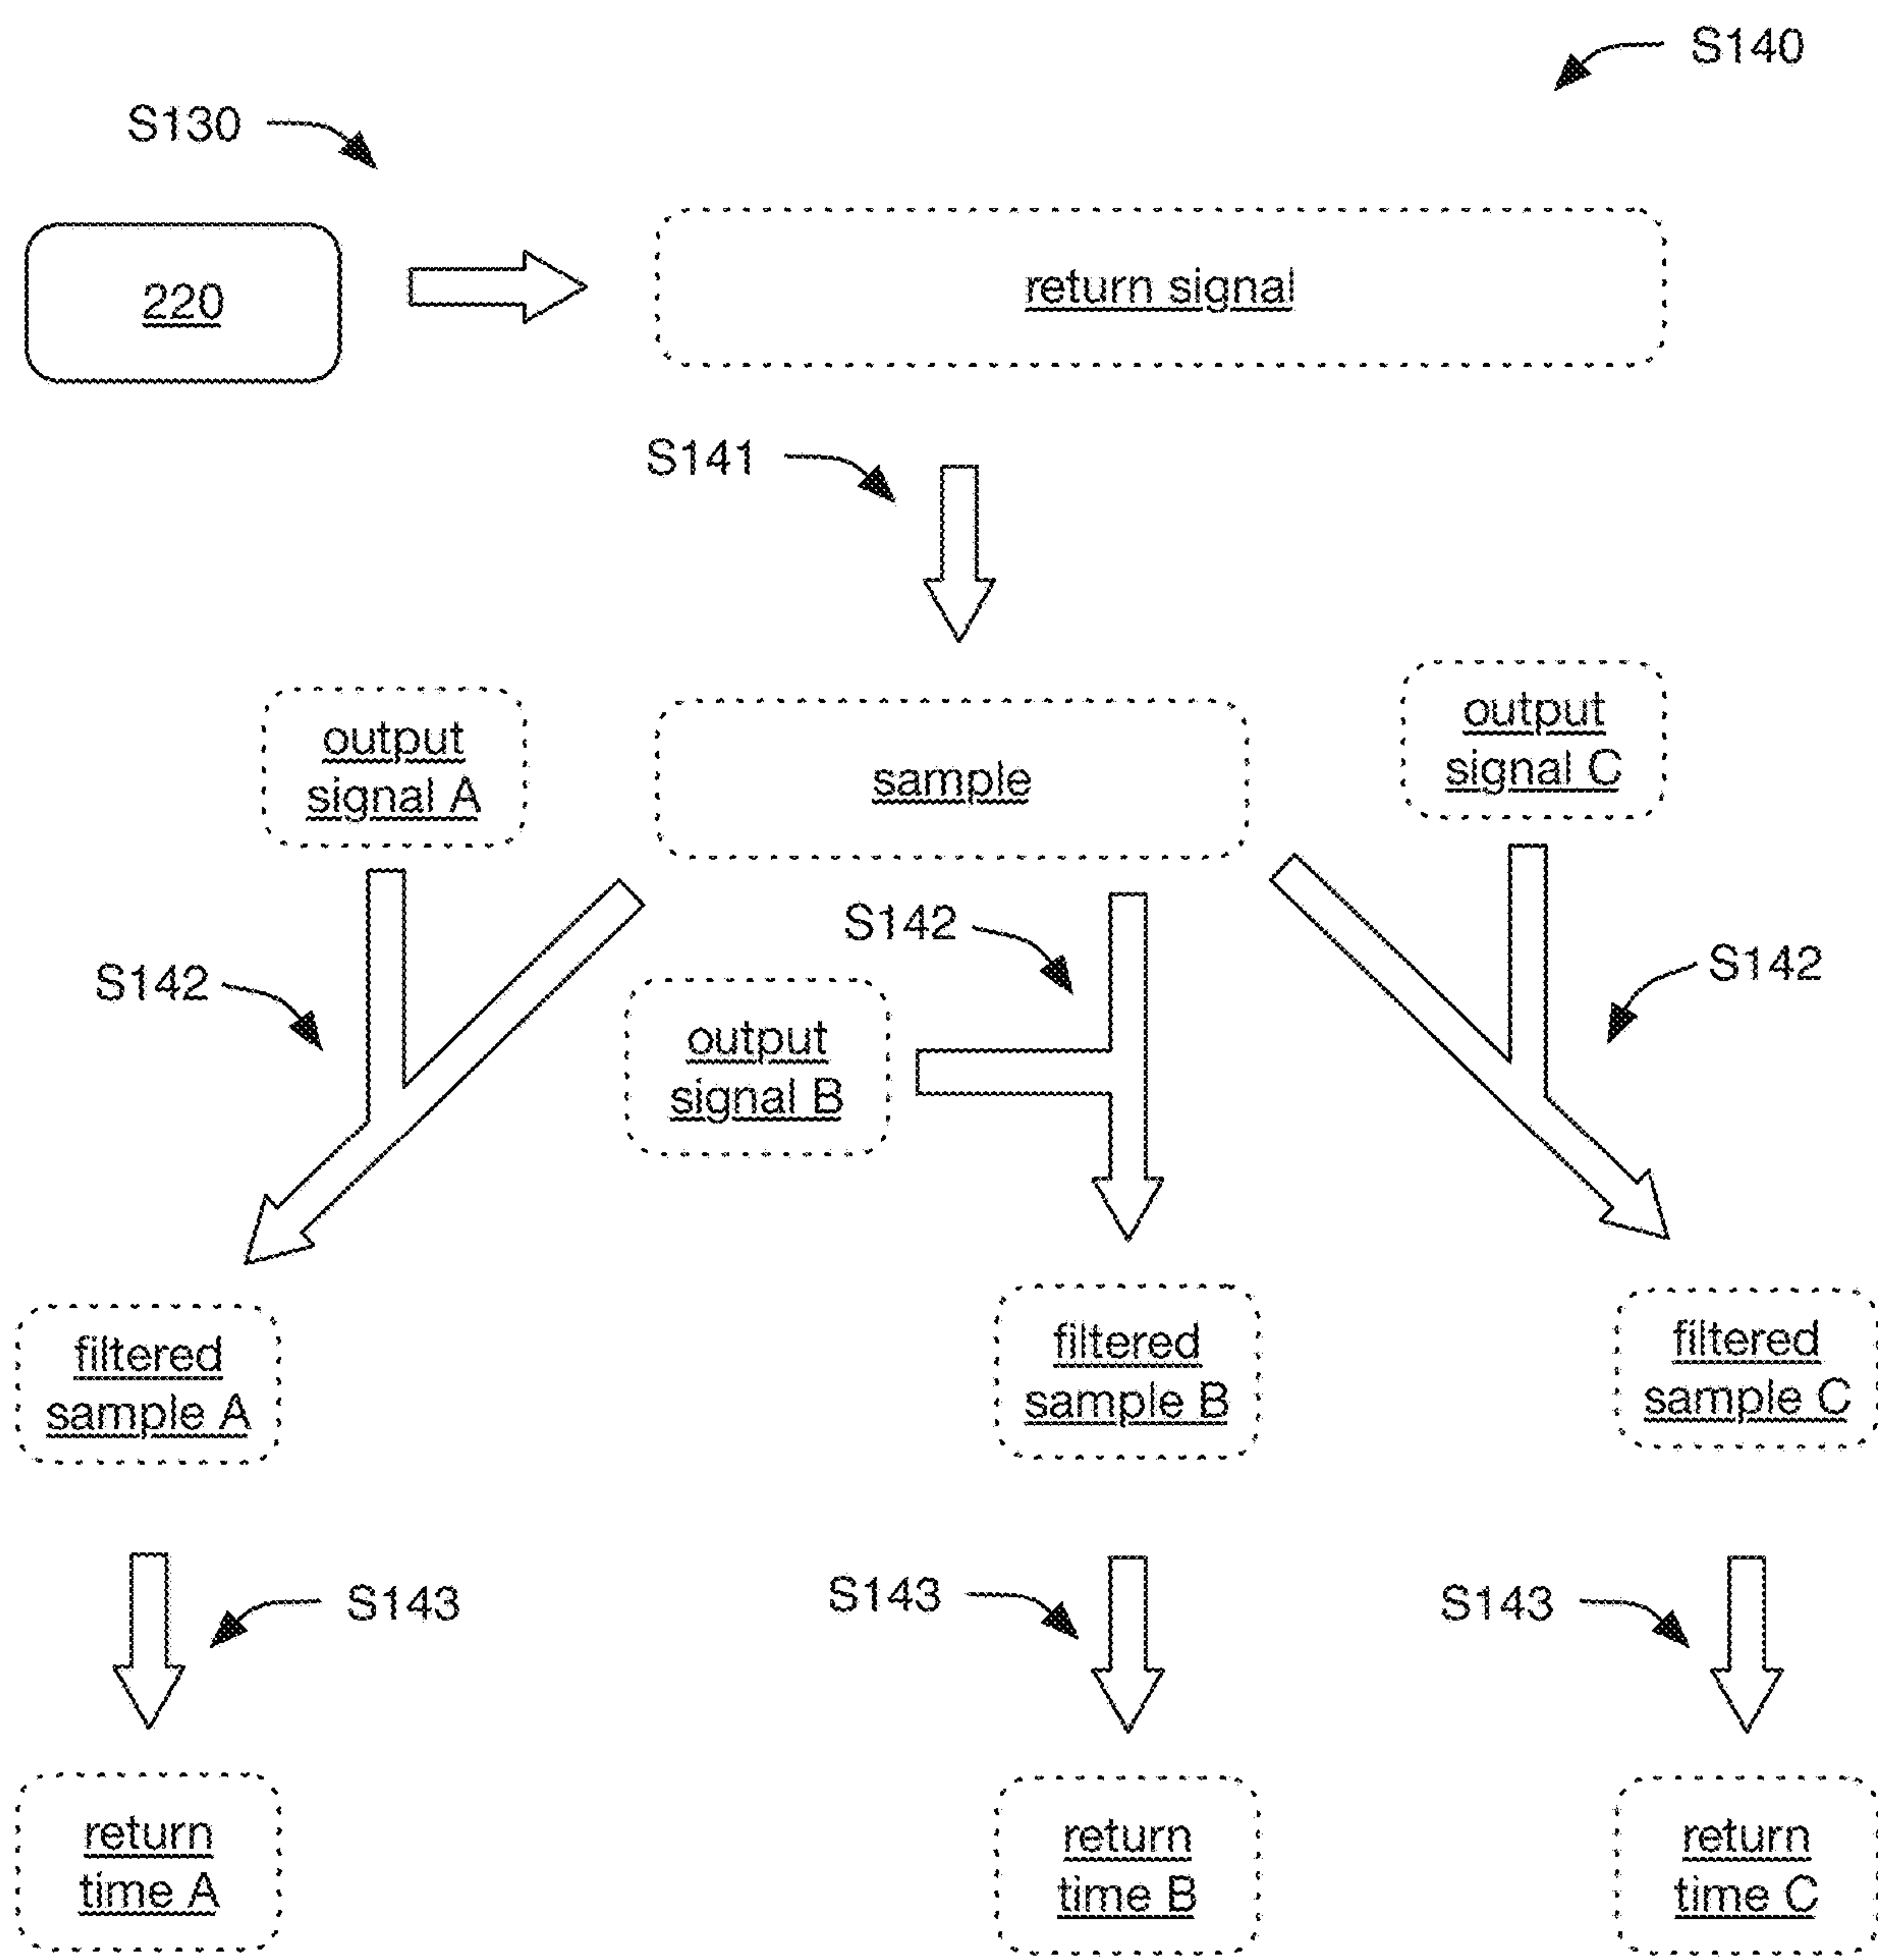 S140
S130
220
return signal
S141
output
signal A
sample
output
signal C
S142
S142
S142
output
signal B
filtered
sample A
filtered
sample B
filtered
sample C
S143
S143
S143
return
time A
return
time B
return
time C